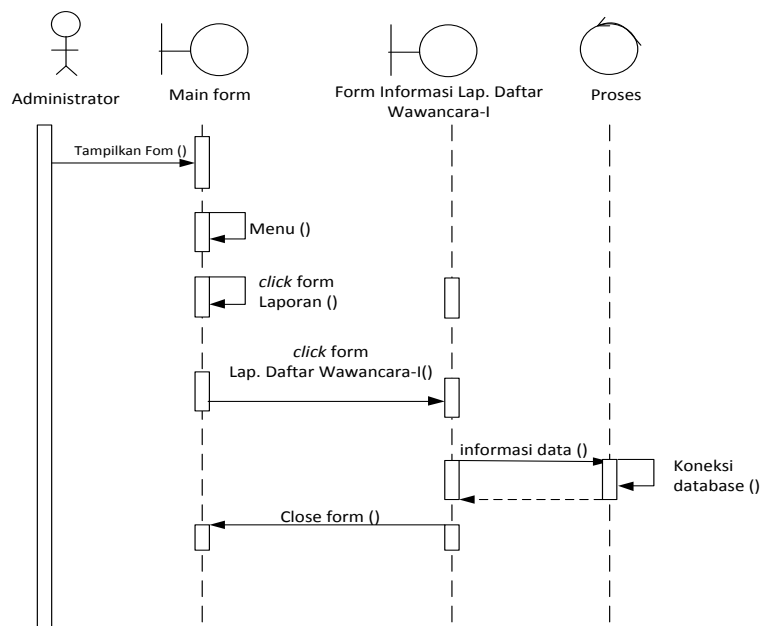 Administrator
Main form
Form Informasi Lap. Daftar
Wawancara-I
Proses
Tampilkan Fom ()
Menu ()
click form
Laporan ()
click form
Lap. Daftar Wawancara-I()
informasi data ()
Koneksi
database ()
Close form ()